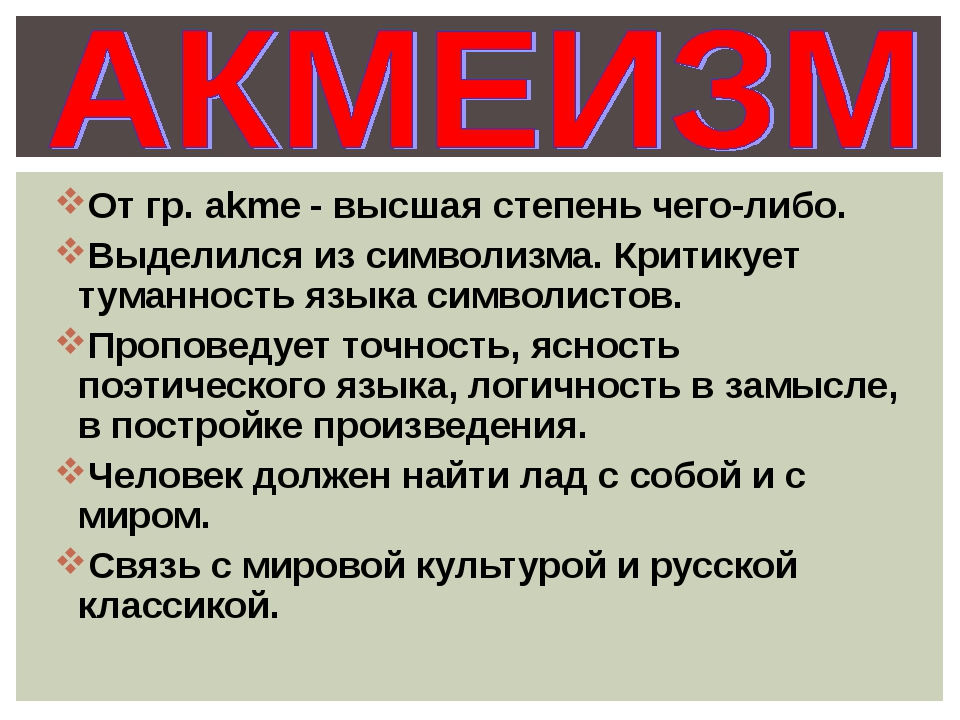 АКМЕИЗМ
От гр. akme - высшая степень чего-либо.
Выделился из символизма. Критикует
туманность языка символистов.
Проповедует точность, ясность
поэтического языка, логичность в замысле,
в постройке произведения.
Человек должен найти лад с собой и с
миром.
Связь с мировой культурой и русской
классикой.